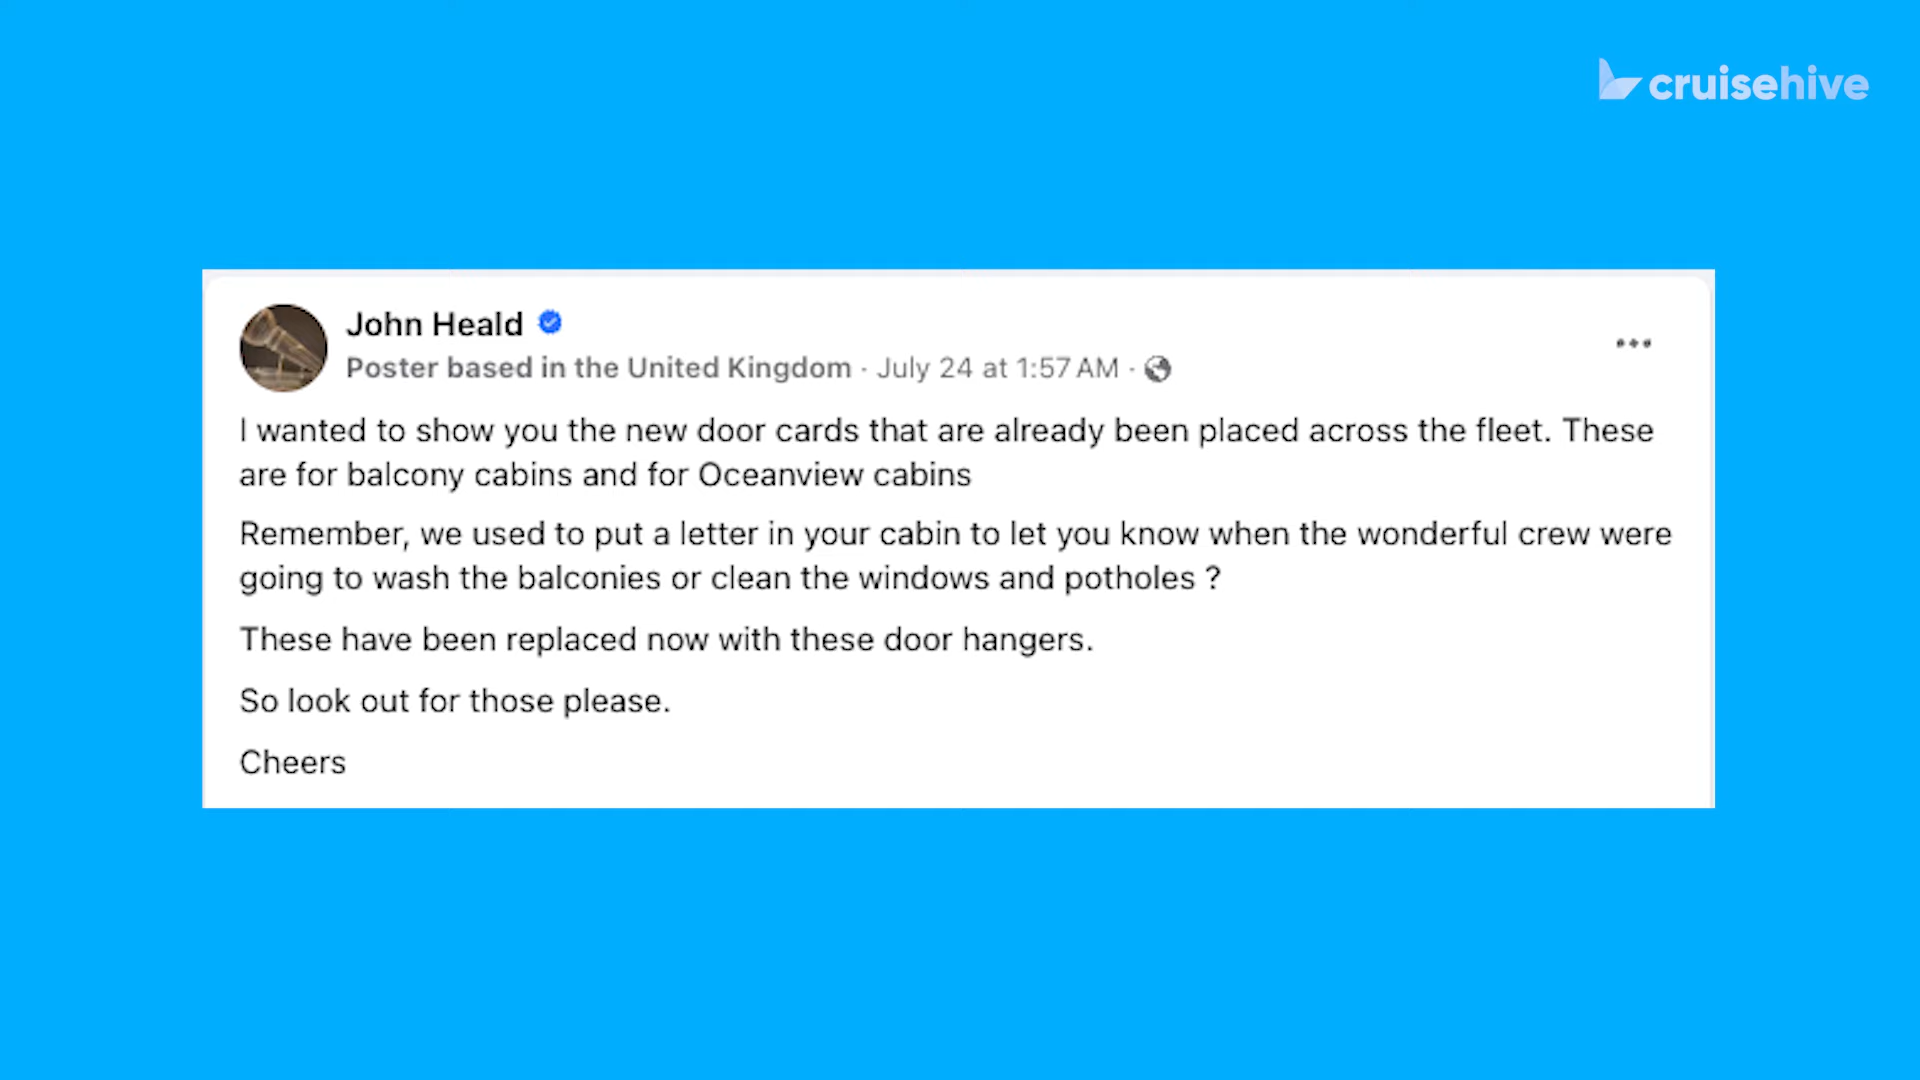 cruisehive
John Heald
Poster based in the United Kingdom · July 24 at 1:57 AM ·
I wanted to show you the new door cards that are already been placed across the fleet. These
are for balcony cabins and for Oceanview cabins
Remember, we used to put a letter in your cabin to let you know when the wonderful crew were
going to wash the balconies or clean the windows and potholes ?
These have been replaced now with these door hangers.
So look out for those please.
Cheers